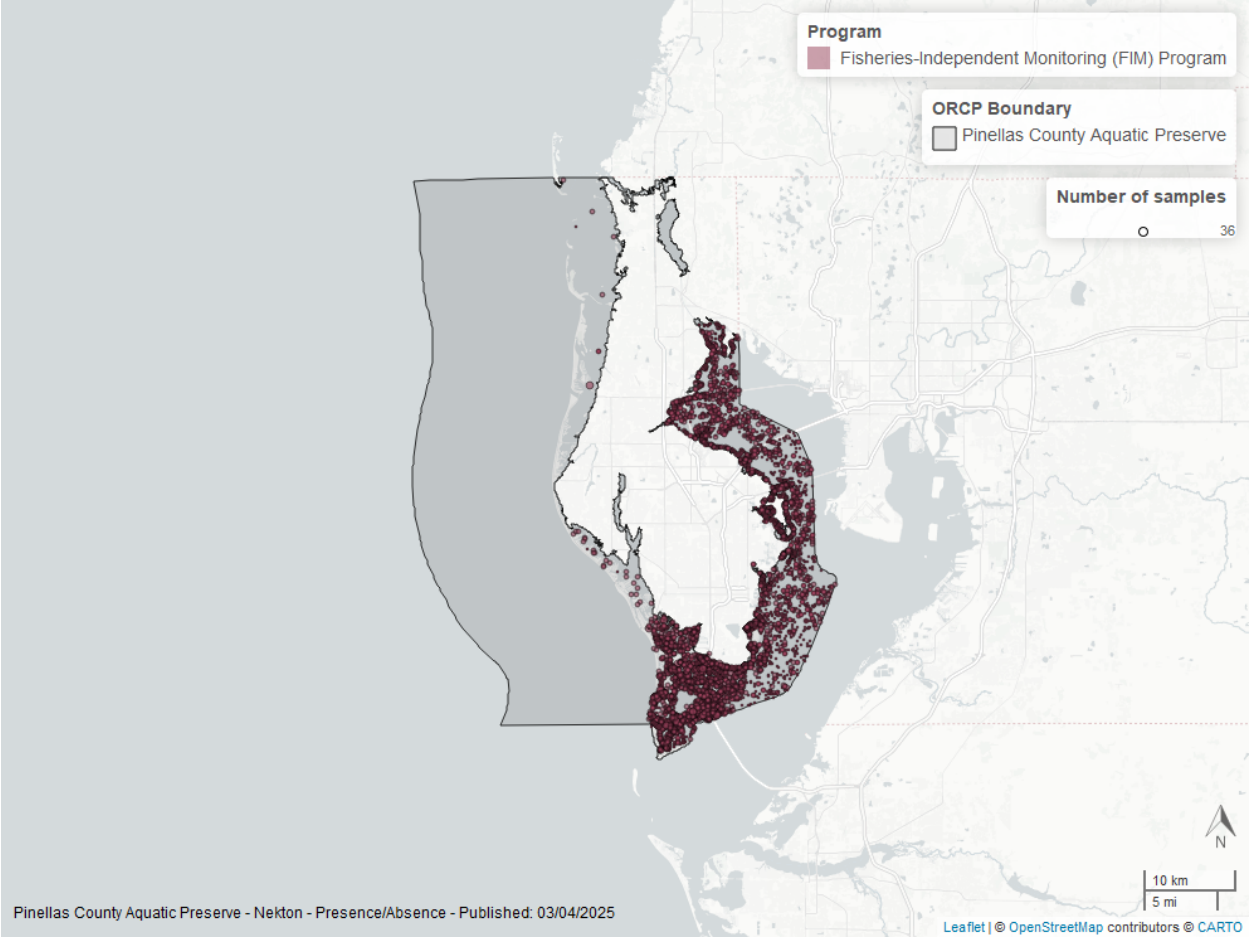 Program
Fisheries-Independent Monitoring (FIM) Program
ORCP Boundary
Pinellas County Aquatic Preserve
Number of samples
36
N
10 km
5 mi
Pinellas County Aquatic Preserve - Nekton - Presence/Absence - Published: 03/04/2025
Leaflet | © OpenStreetMap contributors © CARTO